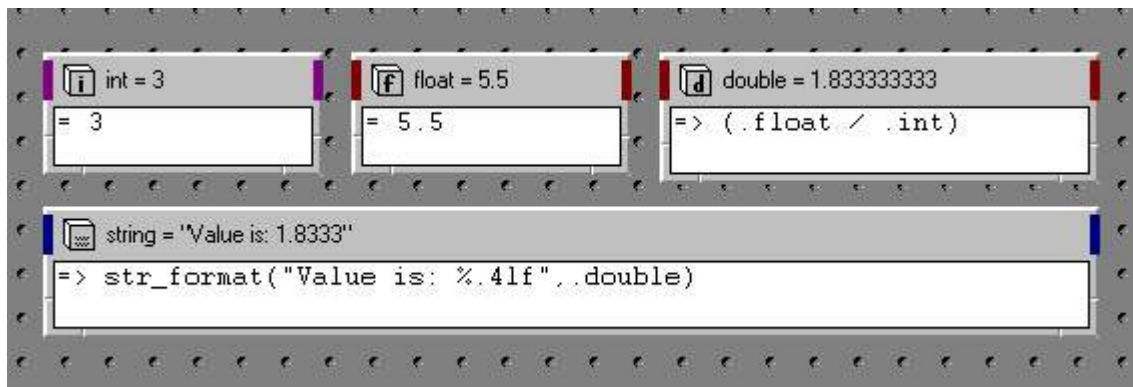 i int = 3
= 3
f float = 5.5
= 5.5
d double = 1.833333333
=> (.float / .int)
string = "Value is: 1.8333"
=> str_format("Value is: %.4lf",.double)